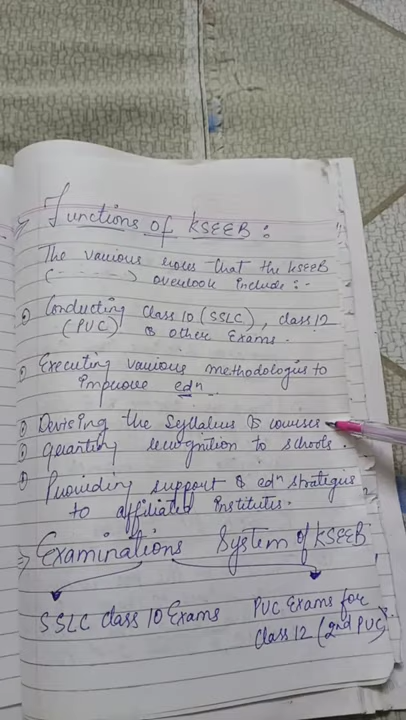 ⇒ Functions of KSEEB :
The various roles that the KSEEB
(- - - - -) overlook include :-
① Conducting Class 10 (SSLC), class 12
(PUC) & other Exams.
② Executing various methodologies to
improve edⁿ.
③ Devising the Syllabus & courses
④ Granting recognition to schools.
⑤ Providing support & edⁿ strategies
to affiliated institutes.
⇒ Examinations System of KSEEB
SSLC class 10 Exams
PUC Exams for
Class 12 (2nd PUC)